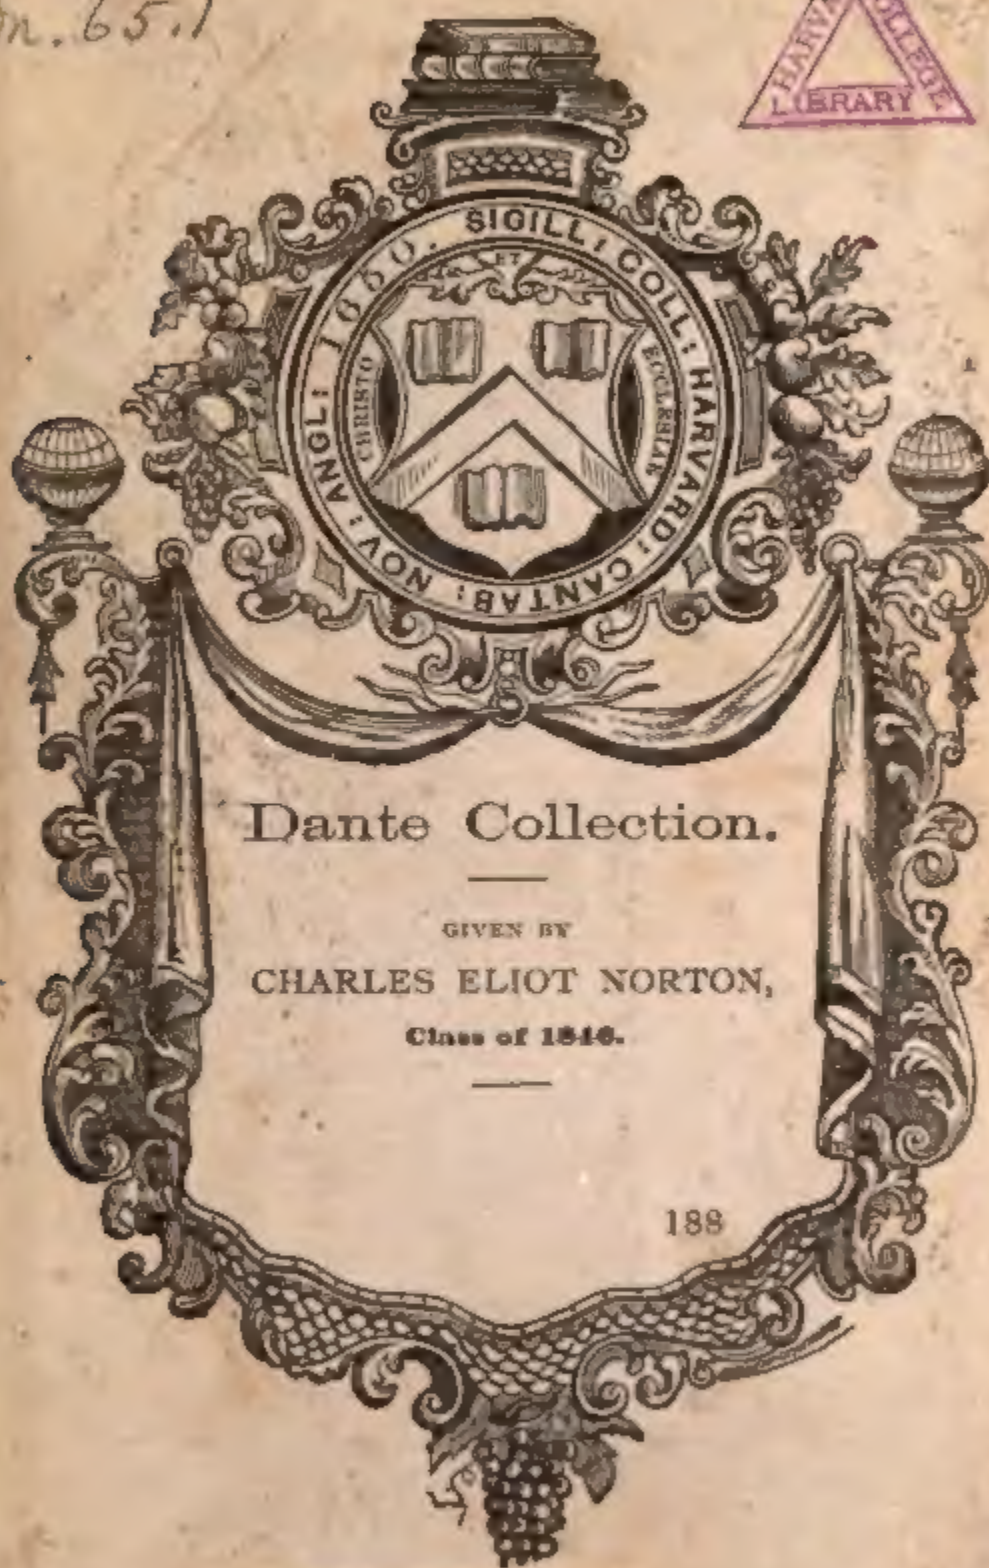 n. 65.1
HARVARD COLLEGE
LIBRARY
SIGILL: COLL: HARVARD: CANTAB: NOV: ANGL: 1650.
CHRISTO
ET
ECCLESIAE
Dante Collection.
GIVEN BY
CHARLES ELIOT NORTON,
Class of 1846.
188